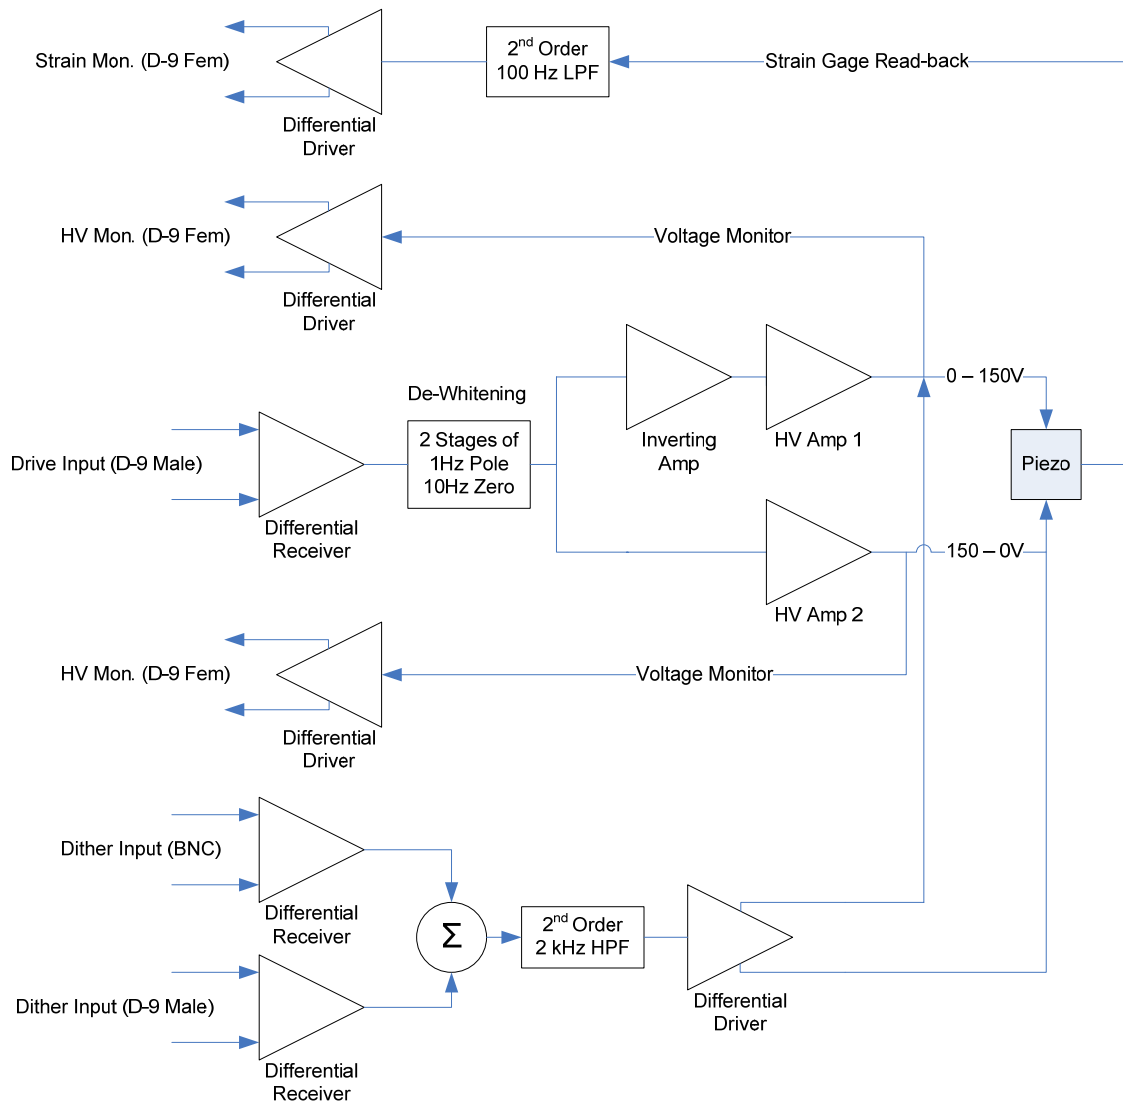 Strain Mon. (D-9 Fem)
2nd Order
100 Hz LPF
Strain Gage Read-back
Differential
Driver
HV Mon. (D-9 Fem)
Voltage Monitor
Differential
Driver
0 – 150V
De-Whitening
Drive Input (D-9 Male)
2 Stages of
1Hz Pole
10Hz Zero
Inverting
Amp
HV Amp 1
Piezo
Differential
Receiver
150 – 0V
HV Amp 2
HV Mon. (D-9 Fem)
Voltage Monitor
Differential
Driver
Dither Input (BNC)
Differential
Receiver
Σ
2nd Order
2 kHz HPF
Differential
Driver
Dither Input (D-9 Male)
Differential
Receiver